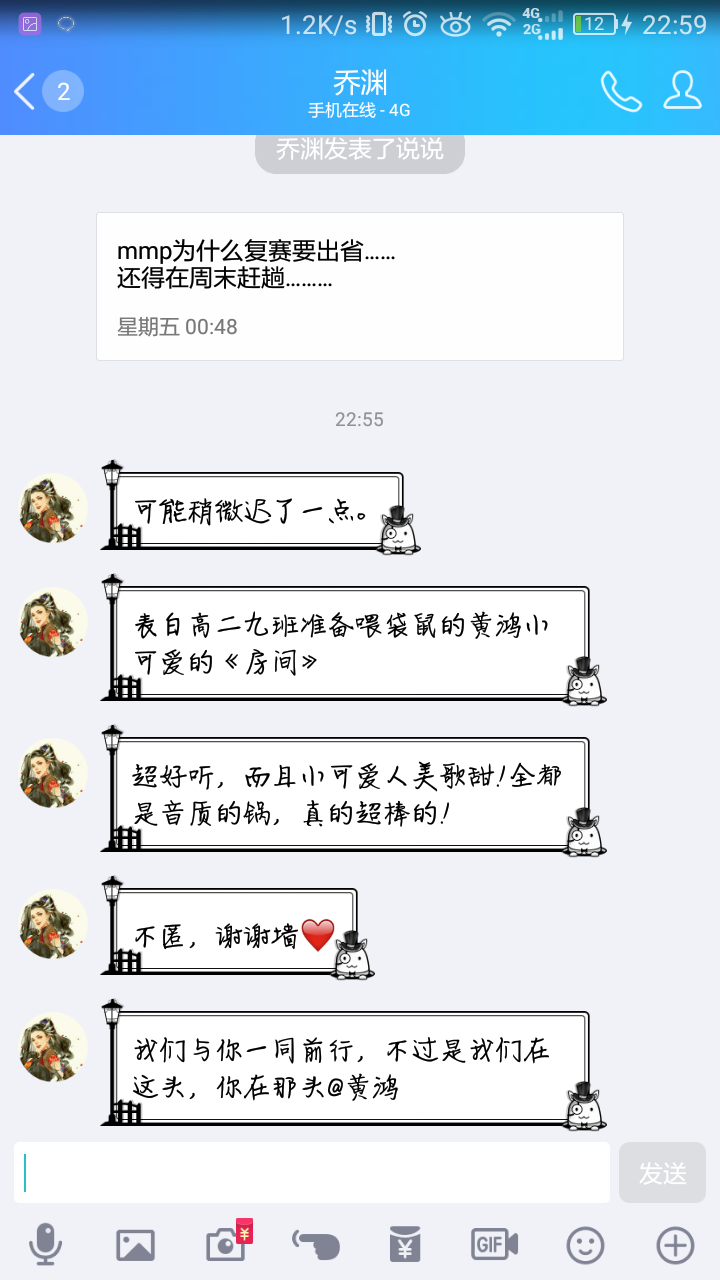 1.2K/s 4G 2G 12 22:59
2
乔渊
手机在线 - 4G
乔渊发表了说说
mmp为什么复赛要出省......
还得在周末赶趟.........
星期五 00:48
22:55
可能稍微迟了一点。
表白高二九班准备喂袋鼠的黄鸿小
可爱的《房间》
超好听，而且小可爱人美歌甜!全都
是音质的锅，真的超棒的!
不匿，谢谢墙❤
我们与你一同前行，不过是我们在
这头，你在那头@黄鸿
发送
¥
¥
GIF